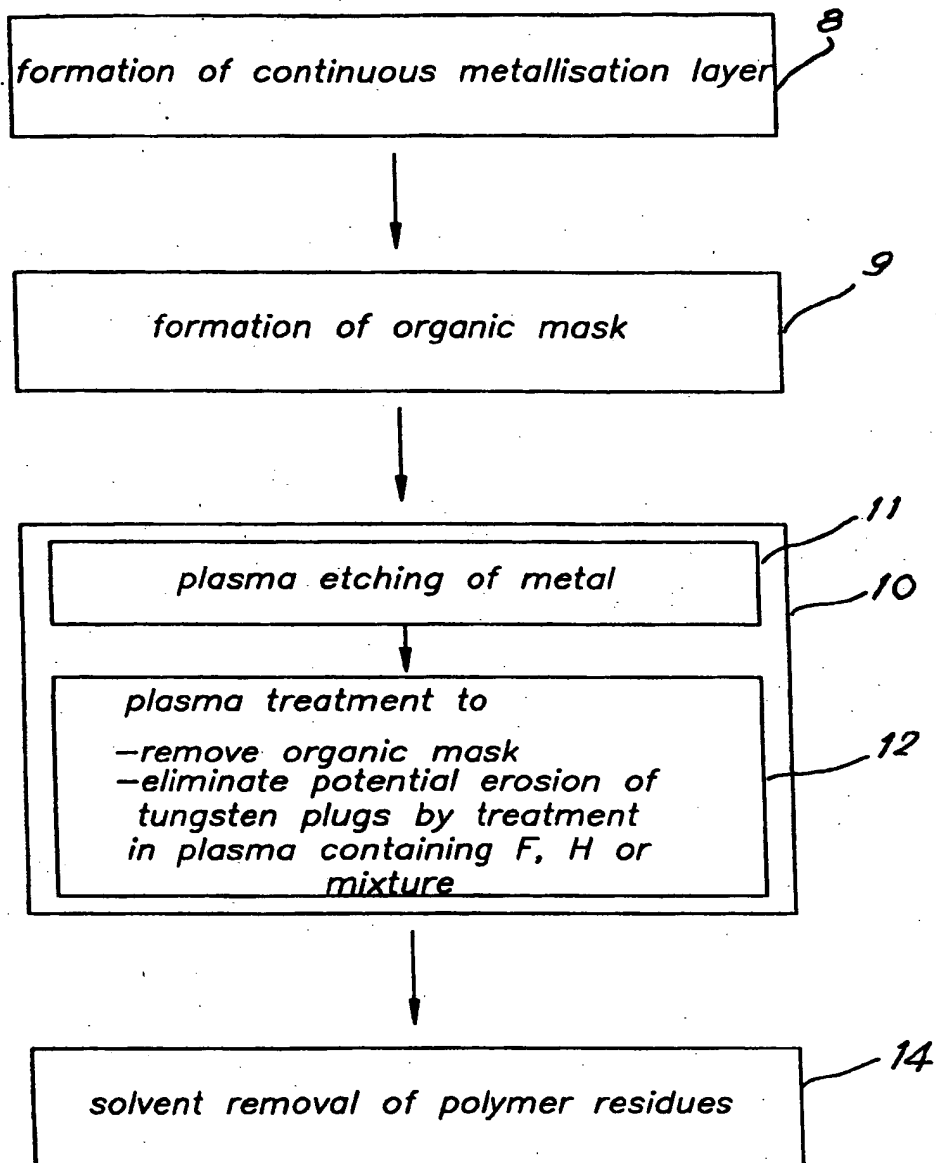 8
formation of continuous metallisation layer
9
formation of organic mask
11
plasma etching of metal
10
plasma treatment to
—remove organic mask
—eliminate potential erosion of
tungsten plugs by treatment
in plasma containing F, H or
mixture
12
14
solvent removal of polymer residues